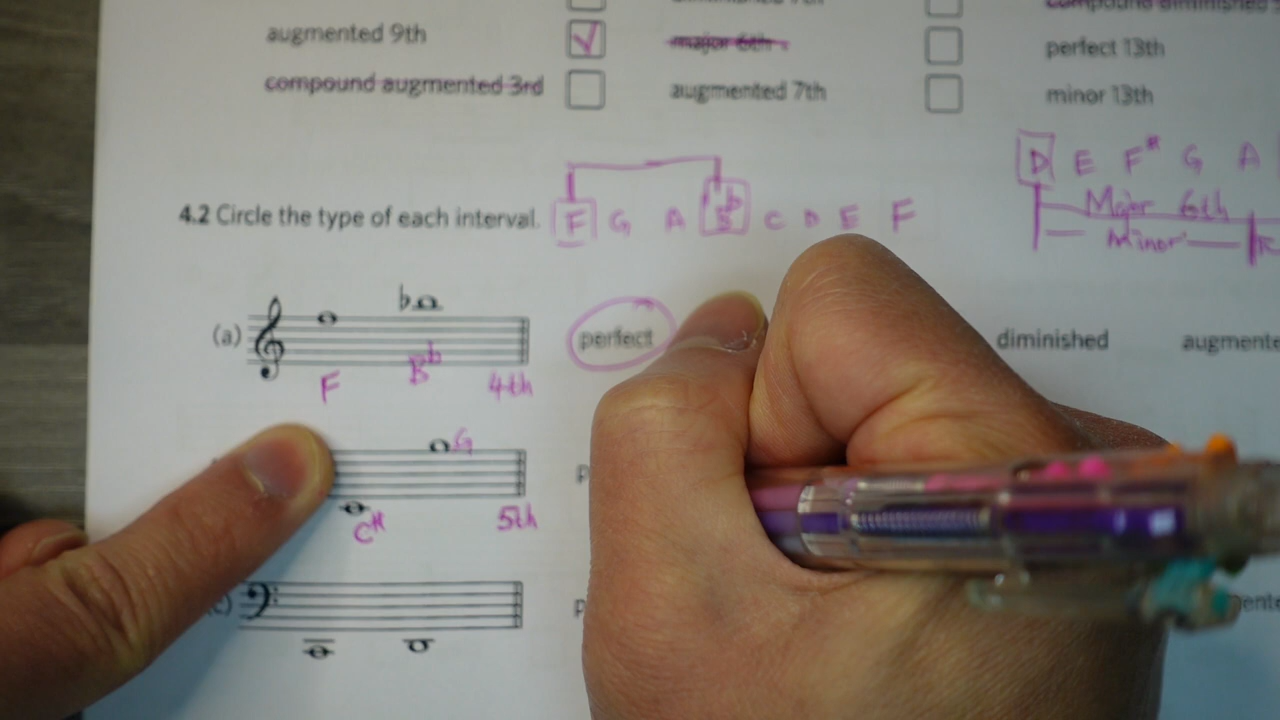 augmented 9th √ major 6th perfect 13th
compound augmented 3rd augmented 7th minor 13th
D E F# G A
4.2 Circle the type of each interval. F G A Bb C D E F
Major 6th
Minor
(a) perfect diminished
F Bb 4th
G
C# 5th